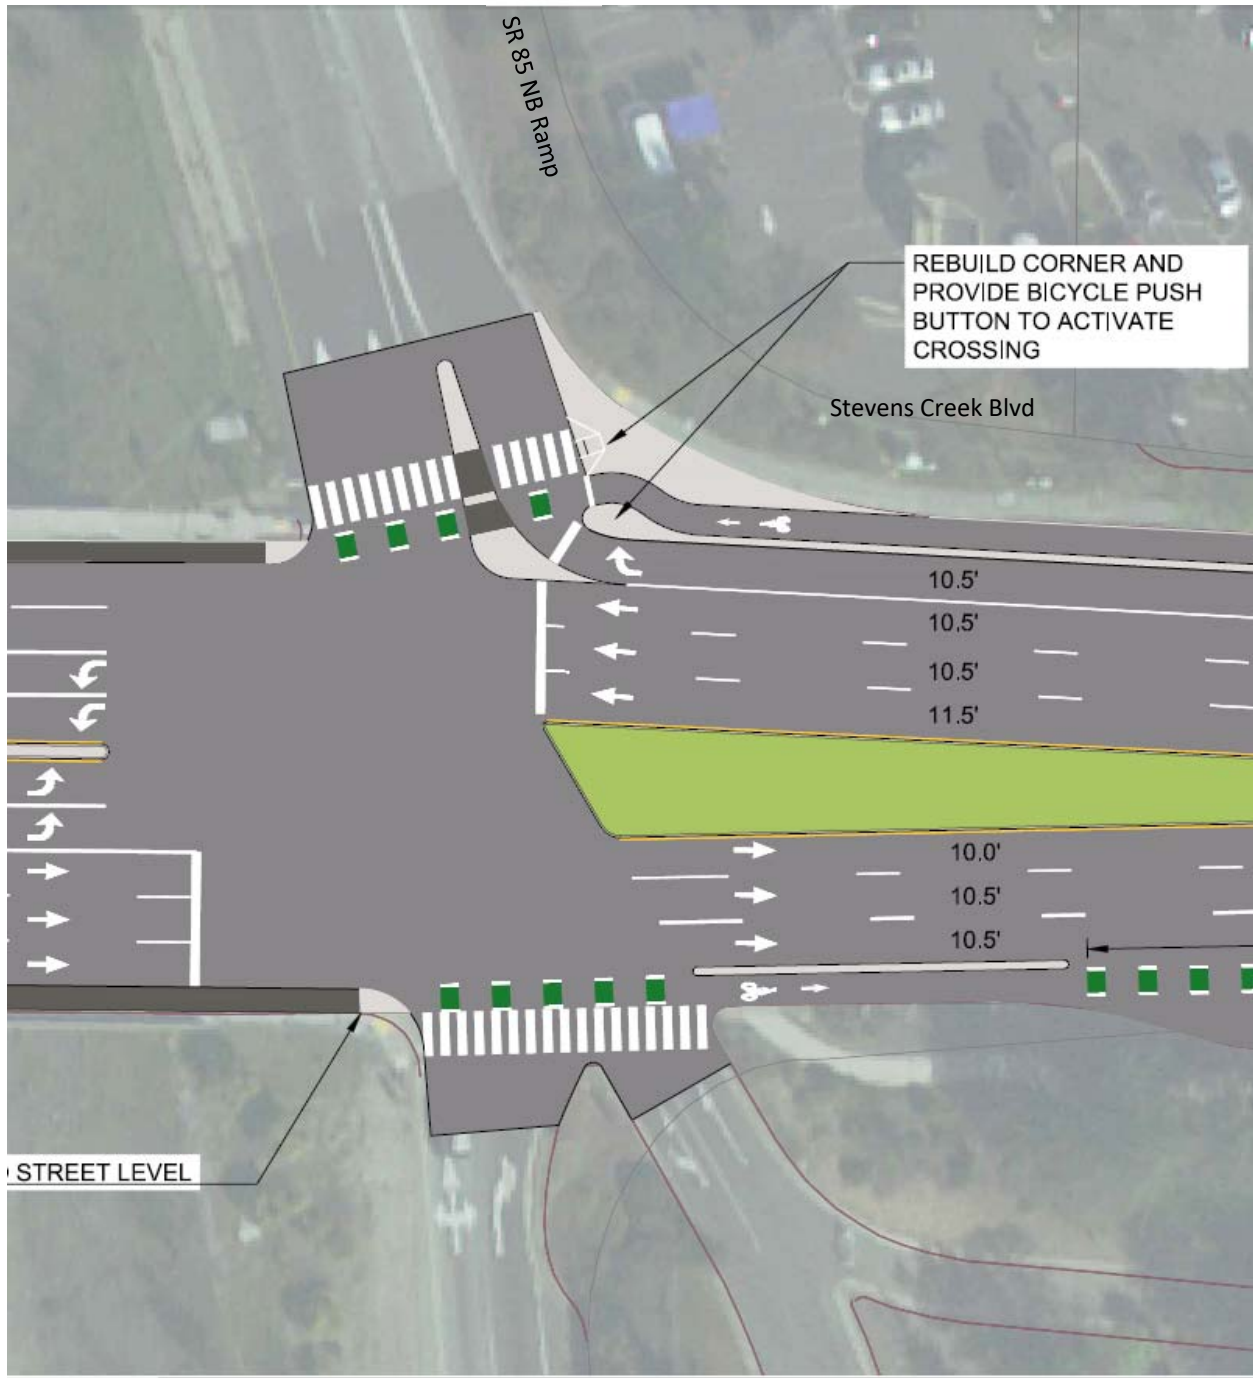 SR 85 NB Ramp
REBUILD CORNER AND
PROVIDE BICYCLE PUSH
BUTTON TO ACTIVATE
CROSSING
Stevens Creek Blvd
10.5'
10.5'
10.5'
11.5'
10.0'
10.5'
10.5'
STREET LEVEL